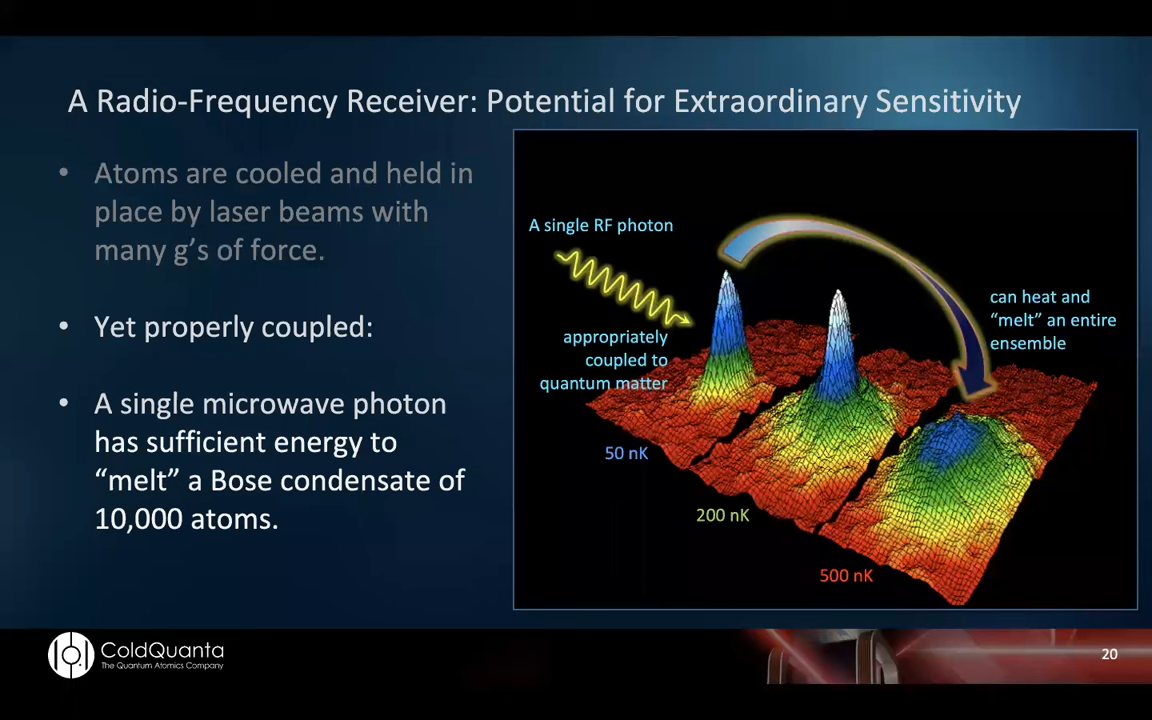 A Radio-Frequency Receiver: Potential for Extraordinary Sensitivity
• Atoms are cooled and held in
place by laser beams with
many g’s of force.
• Yet properly coupled:
• A single microwave photon
has sufficient energy to
“melt” a Bose condensate of
10,000 atoms.
A single RF photon
appropriately
coupled to
quantum matter
can heat and
“melt” an entire
ensemble
50 nK
200 nK
500 nK
ColdQuanta
The Quantum Atomics Company
20